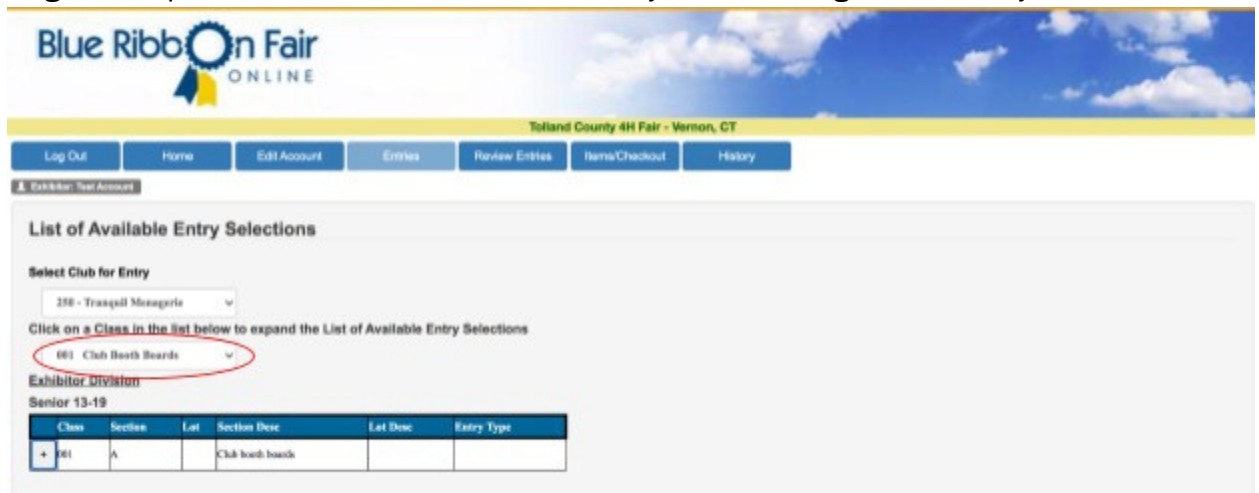 Blue Ribbon Fair
ONLINE
Tolland County 4H Fair - Vernon, CT
Log Out Home Edit Account Entries Review Entries Items/Checkout History
Exhibitor: Test Account
List of Available Entry Selections
Select Club for Entry
250 - Tranquil Menagerie
Click on a Class in the list below to expand the List of Available Entry Selections
001 Club Booth Boards
Exhibitor Division
Senior 13-19
Class Section Lot Section Desc Lot Desc Entry Type
+ 001 A Club booth boards